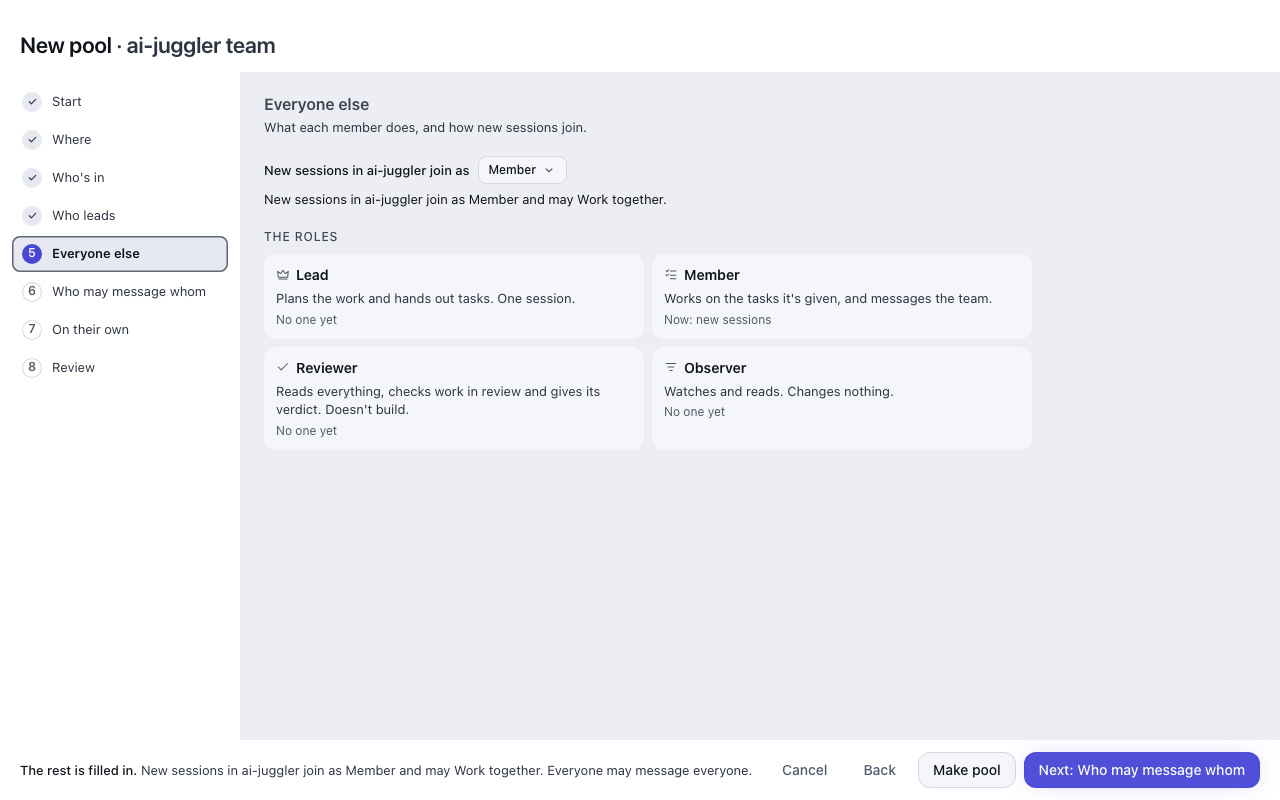 New pool · ai-juggler team
Start
Where
Who's in
Who leads
5 Everyone else
6 Who may message whom
7 On their own
8 Review
Everyone else
What each member does, and how new sessions join.
New sessions in ai-juggler join as Member
New sessions in ai-juggler join as Member and may Work together.
THE ROLES
Lead
Plans the work and hands out tasks. One session.
No one yet
Member
Works on the tasks it's given, and messages the team.
Now: new sessions
Reviewer
Reads everything, checks work in review and gives its
verdict. Doesn't build.
No one yet
Observer
Watches and reads. Changes nothing.
No one yet
The rest is filled in. New sessions in ai-juggler join as Member and may Work together. Everyone may message everyone.
Cancel
Back
Make pool
Next: Who may message whom